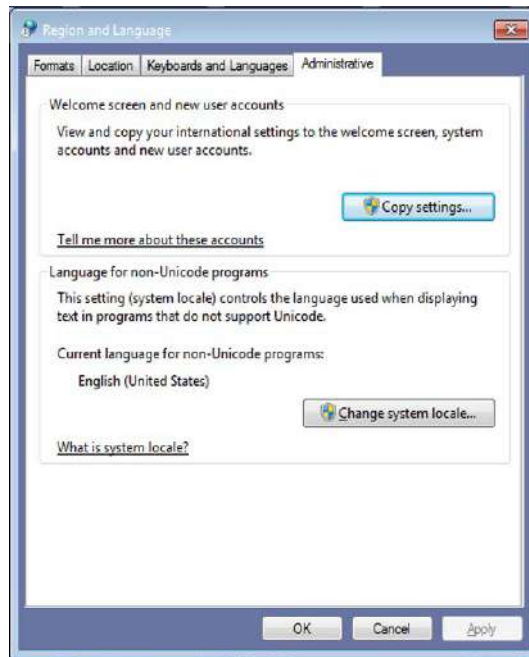 Region and Language
Formats Location Keyboards and Languages Administrative
Welcome screen and new user accounts
View and copy your international settings to the welcome screen, system
accounts and new user accounts.
Copy settings...
Tell me more about these accounts
Language for non-Unicode programs
This setting (system locale) controls the language used when displaying
text in programs that do not support Unicode.
Current language for non-Unicode programs:
English (United States)
Change system locale...
What is system locale?
OK Cancel Apply